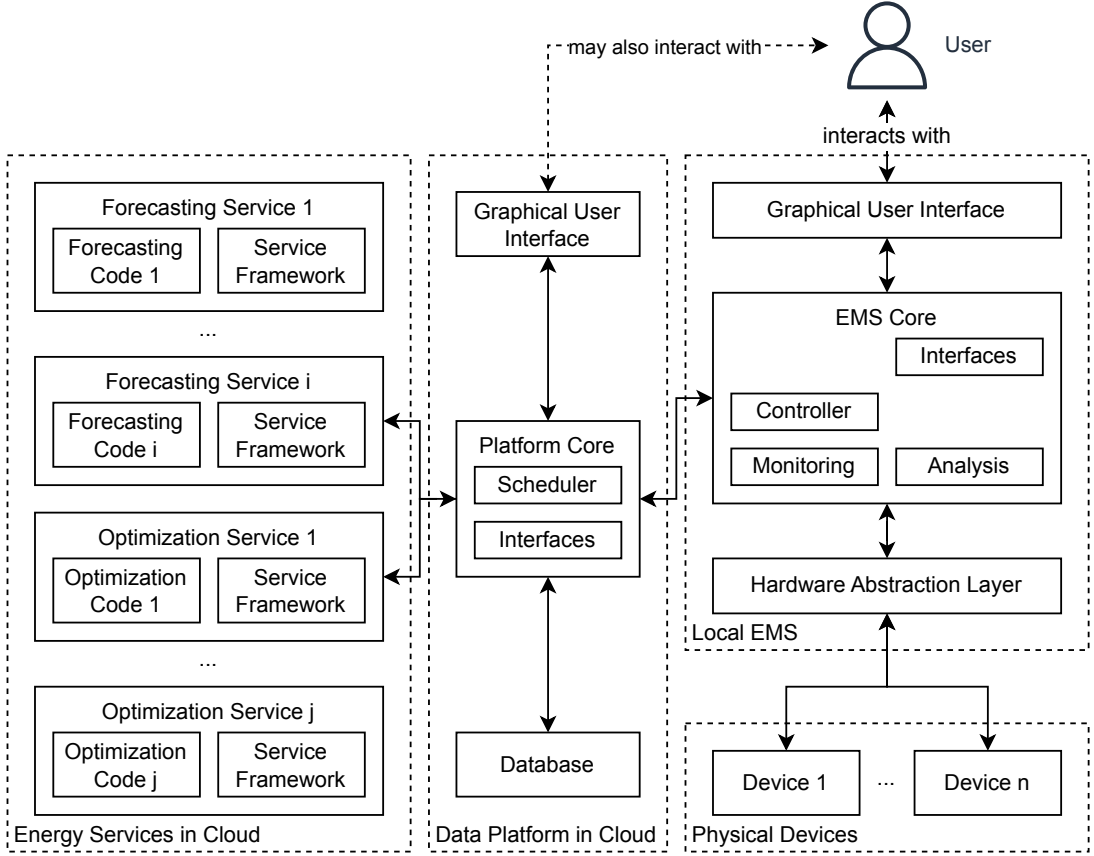 may also interact with
User
interacts with
Forecasting Service 1
Forecasting
Code 1
Service
Framework
...
Forecasting Service i
Forecasting
Code i
Service
Framework
Optimization Service 1
Optimization
Code 1
Service
Framework
...
Optimization Service j
Optimization
Code j
Service
Framework
Energy Services in Cloud
Graphical User
Interface
Platform Core
Scheduler
Interfaces
Database
Data Platform in Cloud
Graphical User Interface
EMS Core
Interfaces
Controller
Monitoring
Analysis
Hardware Abstraction Layer
Local EMS
Device 1
...
Device n
Physical Devices